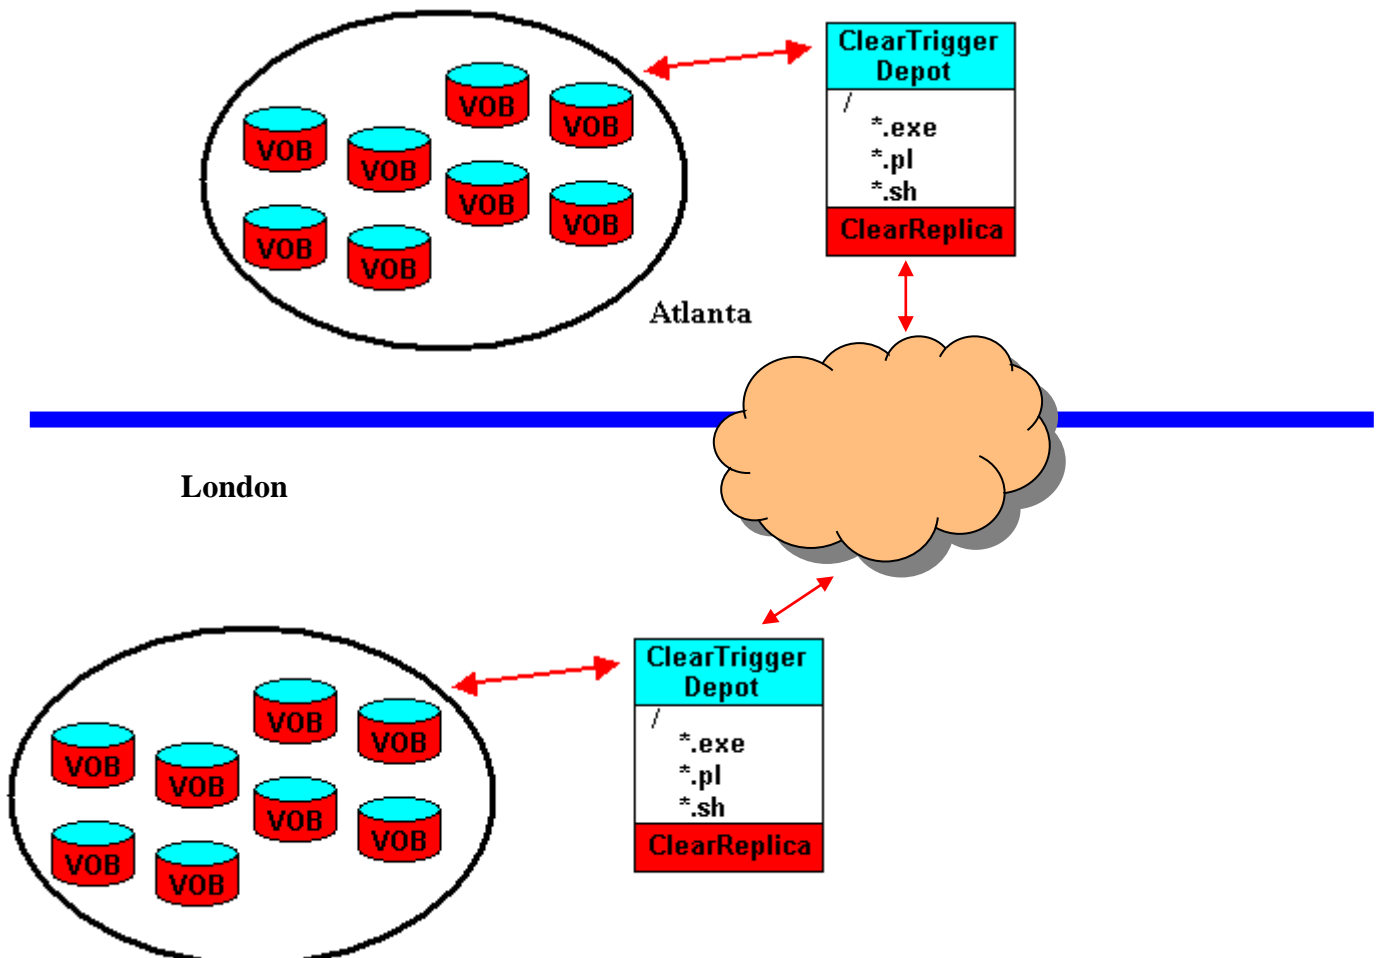 ClearTrigger
Depot
/
*.exe
*.pl
*.sh
ClearReplica
VOB
VOB
VOB
VOB
VOB
VOB
VOB
VOB
Atlanta
London
ClearTrigger
Depot
/
*.exe
*.pl
*.sh
ClearReplica
VOB
VOB
VOB
VOB
VOB
VOB
VOB
VOB